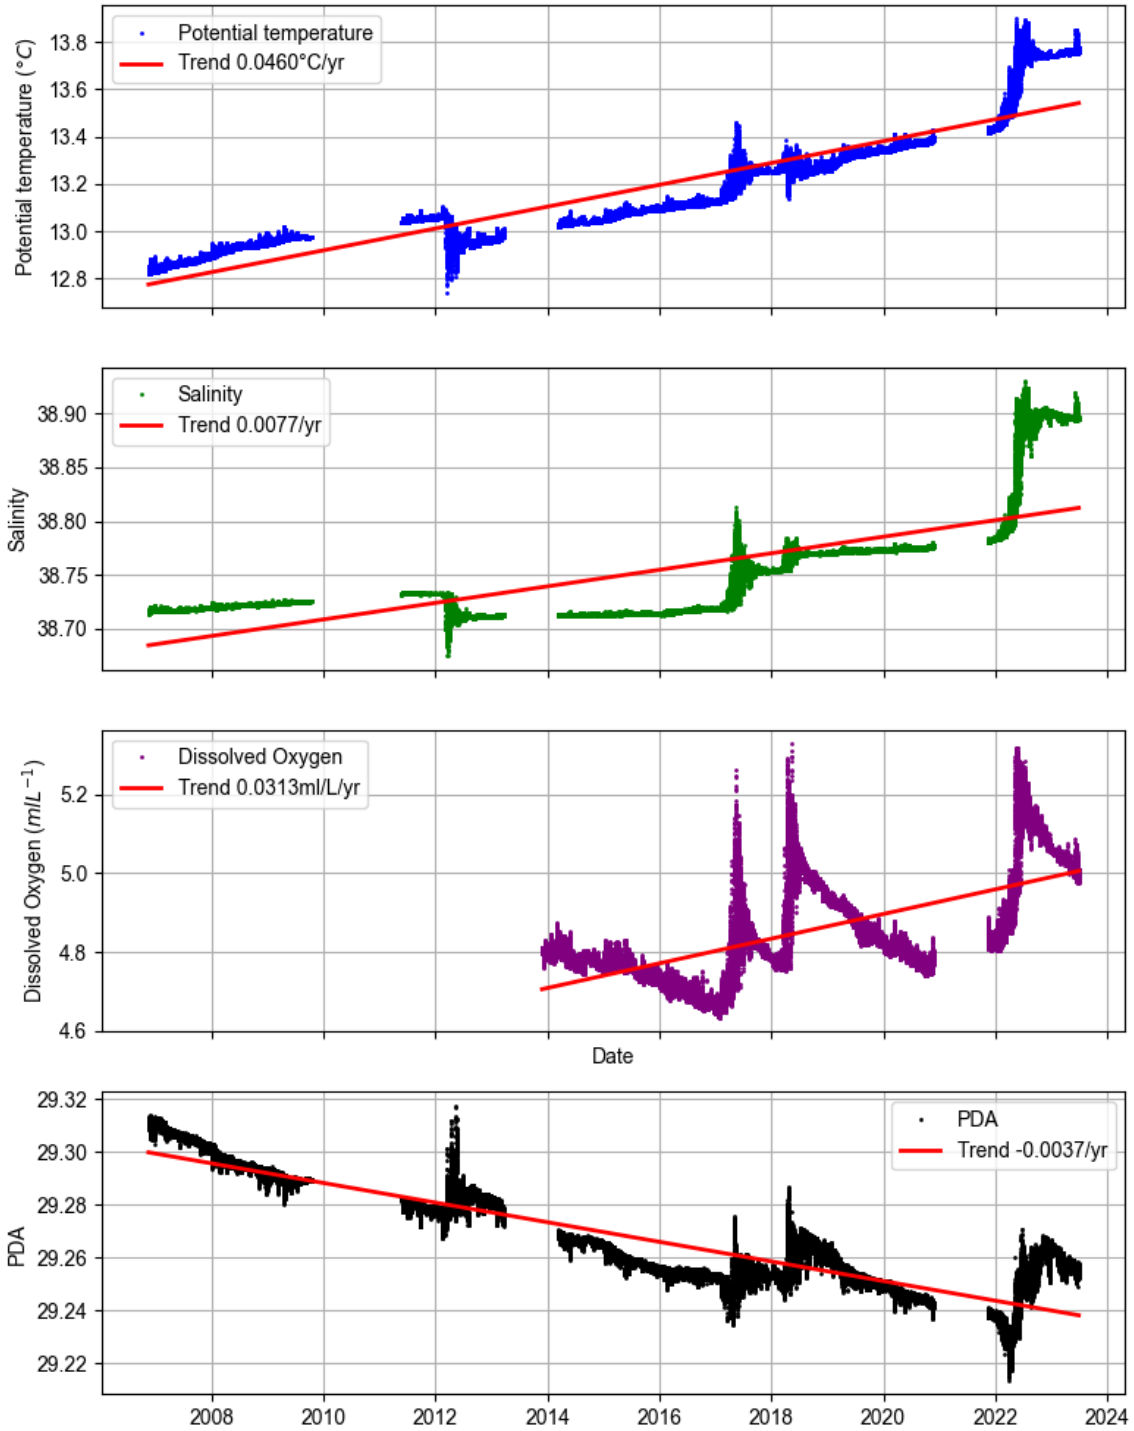 Potential temperature (°C)
13.8
13.6
13.4
13.2
13.0
12.8
Potential temperature
Trend 0.0460°C/yr
Salinity
38.90
38.85
38.80
38.75
38.70
Salinity
Trend 0.0077/yr
Dissolved Oxygen (mlL⁻¹)
5.2
5.0
4.8
4.6
Dissolved Oxygen
Trend 0.0313ml/L/yr
Date
PDA
29.32
29.30
29.28
29.26
29.24
29.22
PDA
Trend -0.0037/yr
2008 2010 2012 2014 2016 2018 2020 2022 2024